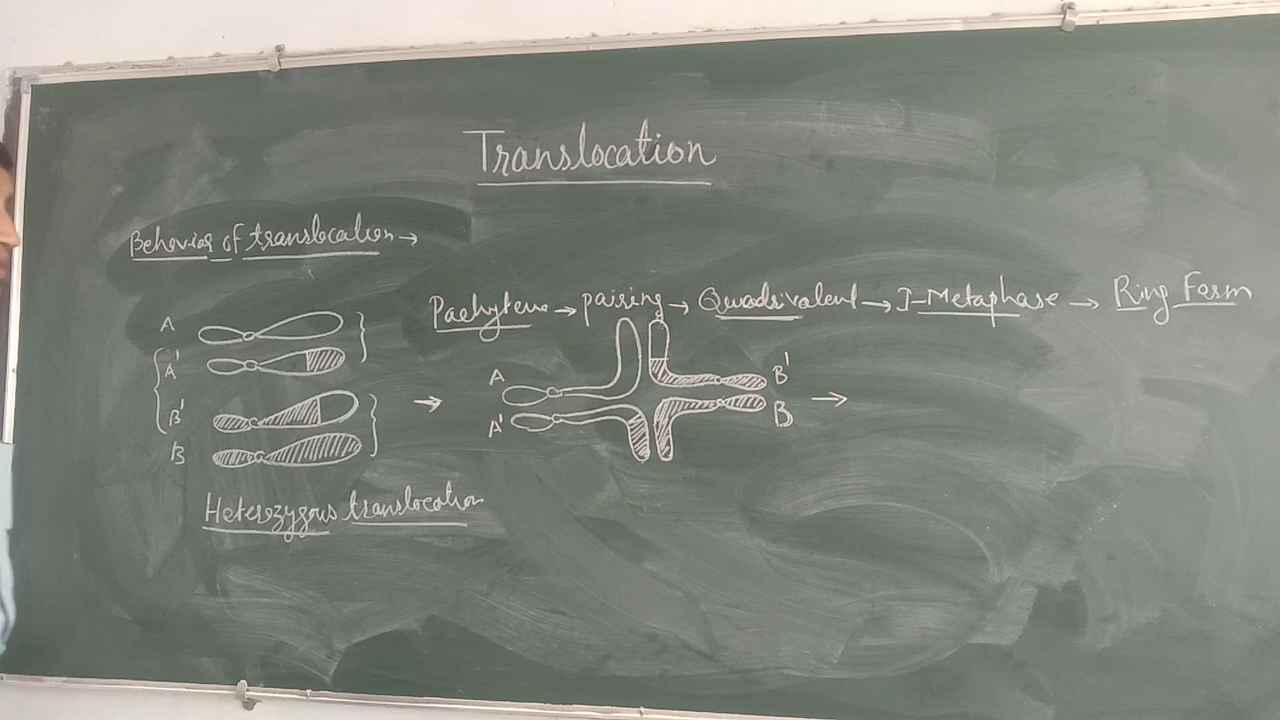 Translocation
Behavior of translocation →
Pachytene → pairing → Quadrivalent → I-Metaphase → Ring Form
A
A'
B'
B
→
A
A'
B'
B
→
Heterozygous translocation